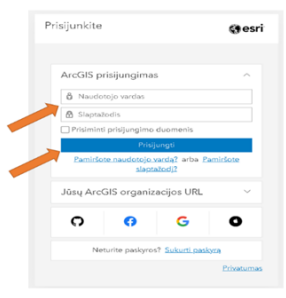 Prisijunkite
esri
ArcGIS prisijungimas
Naudotojo vardas
Slaptažodis
Prisiminti prisijungimo duomenis
Prisijungti
Pamiršote naudotojo vardą? arba Pamiršote
slaptažodį?
Jūsų ArcGIS organizacijos URL
Neturite paskyros? Sukurti paskyrą
Privatumas